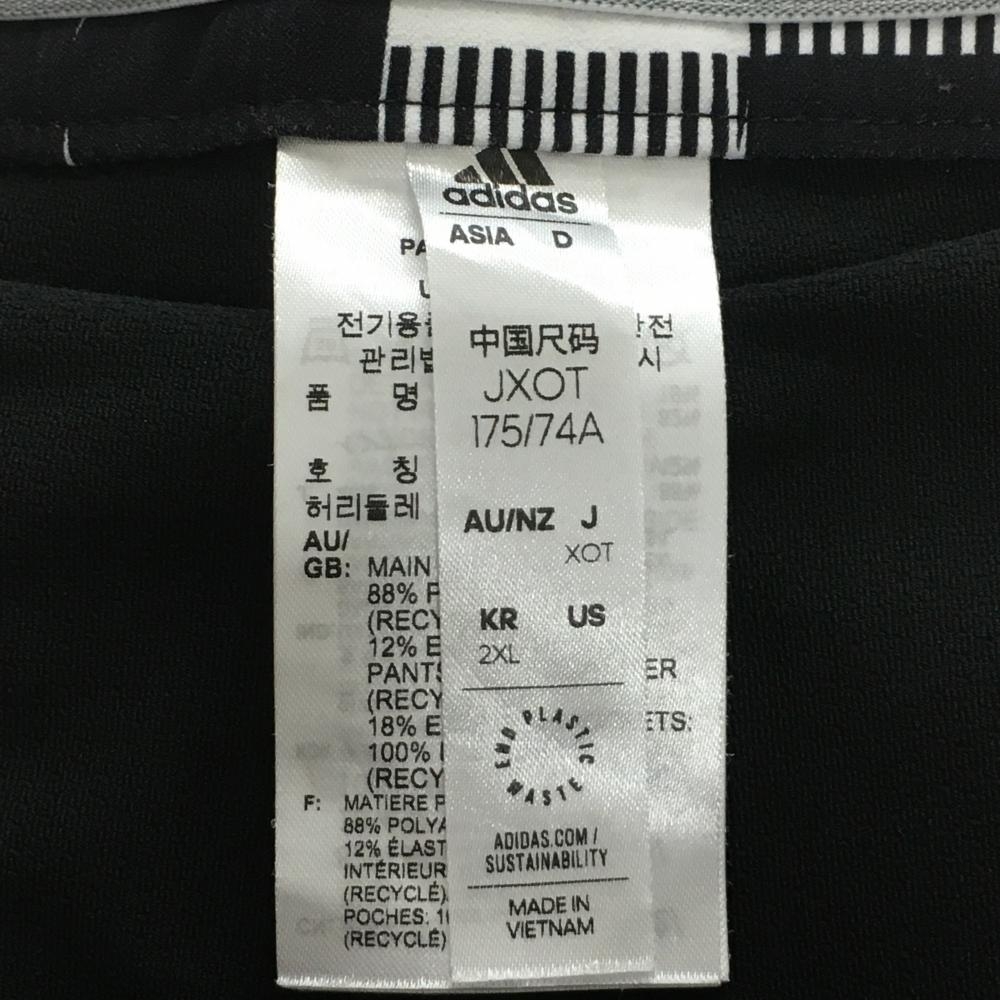 adidas
ASIA D
中国尺码
JXOT
175/74A
AU/NZ J
XOT
KR US
2XL
END PLASTIC WASTE
ADIDAS.COM/
SUSTAINABILITY
MADE IN
VIETNAM
전기용
관리법
시
품 명
호 칭
허리둘레
AU/
GB: MAIN
88%
(RECY
12%
PANTS
ER
(RECY
18%
ETS:
100%
(RECY
F: MATIERE
88% POLYA
12% ÉLAST
INTÉRIEUR
(RECYCLÉ)
POCHES:
(RECYCLÉ)